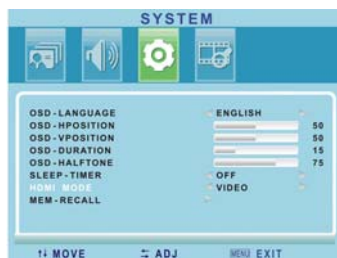 SYSTEM
OSD-LANGUAGE ENGLISH
OSD-HPOSITION 50
OSD-VPOSITION 50
OSD-DURATION 15
OSD-HALFTONE 75
SLEEP-TIMER OFF
HDMI MODE VIDEO
MEM-RECALL
↑↓ MOVE ⇆ ADJ MENU EXIT